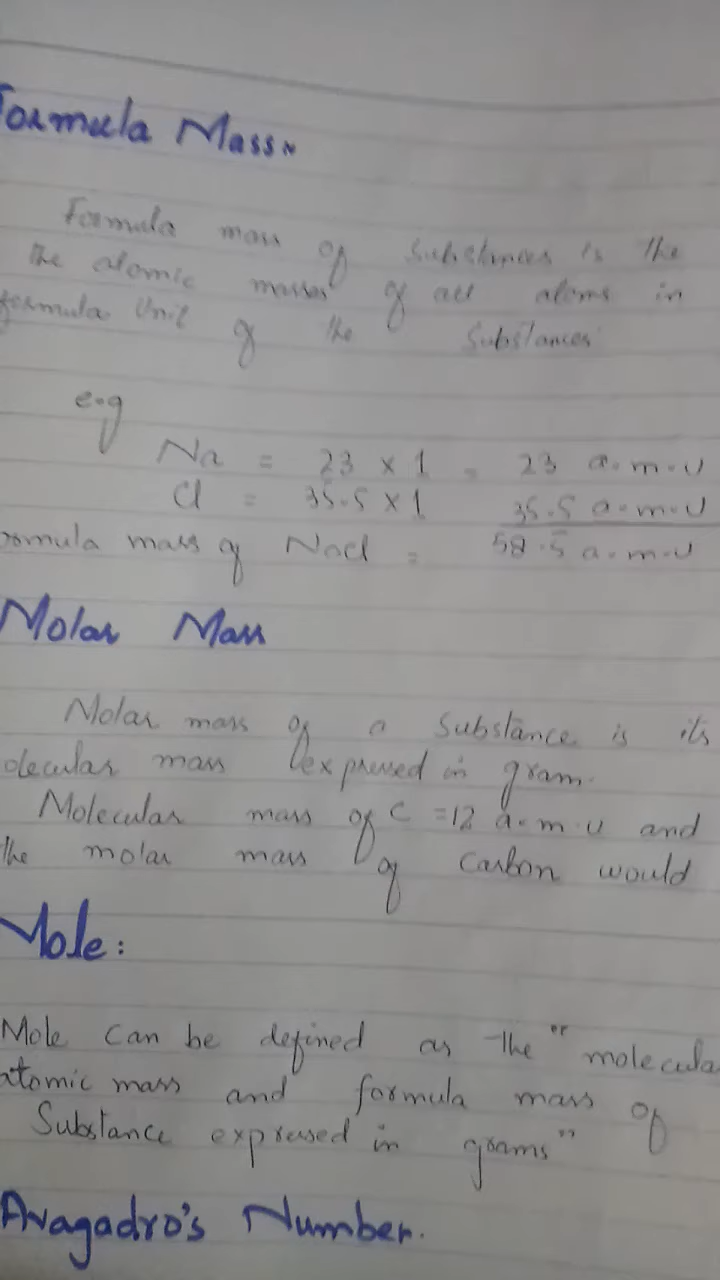 Formula Mass:
Formula mass of substances is the
the atomic masses of all atoms in
formula Unit of the Substances
e.g
Na = 23 x 1 = 23 a.m.u
Cl = 35.5 x 1 35.5 a.m.u
ormula mass of Nacl = 58.5 a.m.u
Molar Mass
Molar mass of a substance is its
olecular mass expressed in gram.
Molecular mass of C = 12 a.m.u and
the molar mass of carbon would
Mole:
Mole can be defined as the "molecula
atomic mass and formula mass of
Substance expressed in grams"
Avagadro's Number.